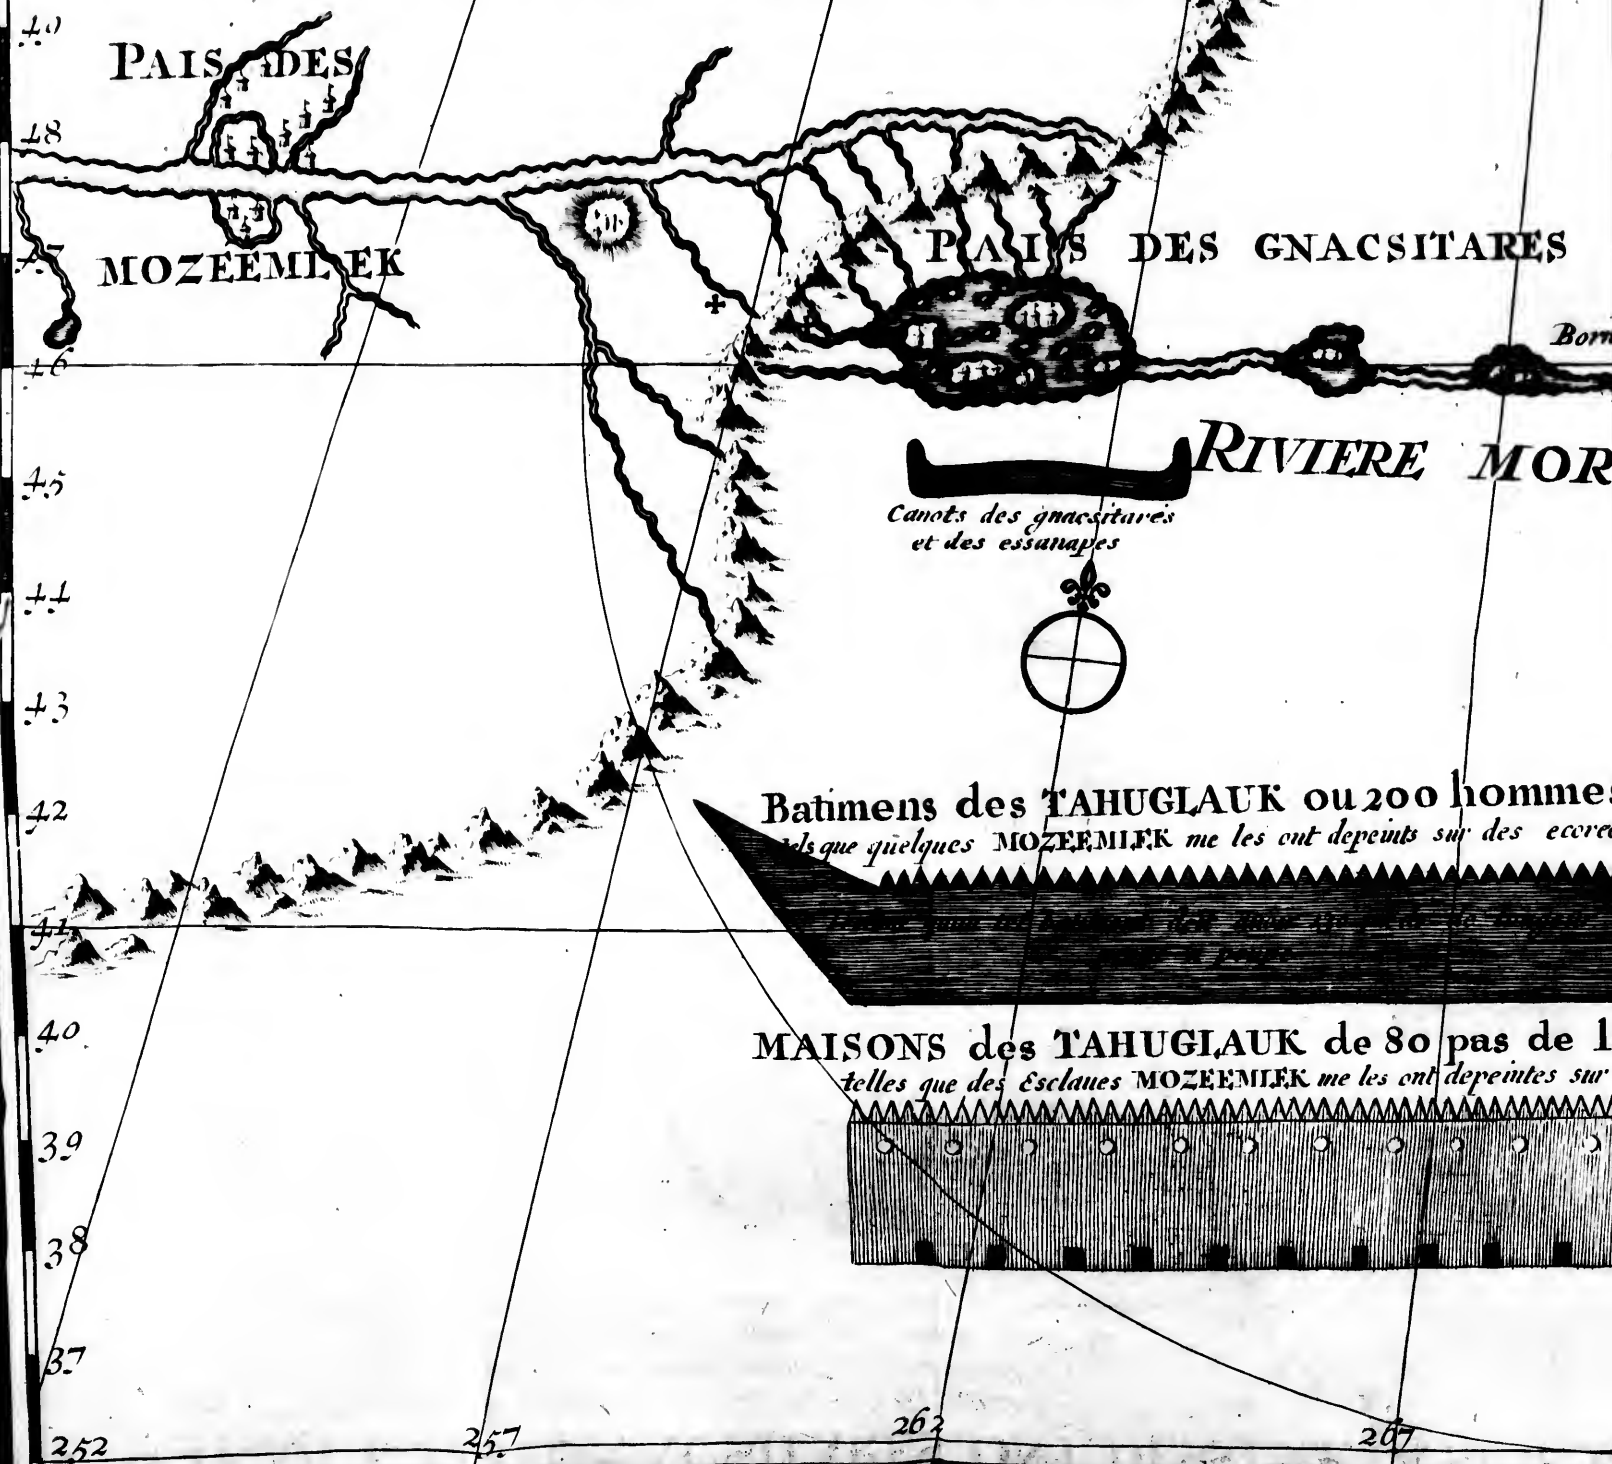 49
PAIS DES
48
47
MOZEEMLEK
PAIS DES GNACSITARES
46
Born
RIVIERE MOR
45
Canots des gnacsitares
et des essanapes
44
43
42
Batimens des TAHUGLAUK ou 200 hommes
tels que quelques MOZEEMLEK me les ont depeints sur des ecorce
41
40
MAISONS des TAHUGLAUK de 80 pas de l
telles que des Esclaues MOZEEMLEK me les ont depeintes sur
39
38
37
252
257
262
267